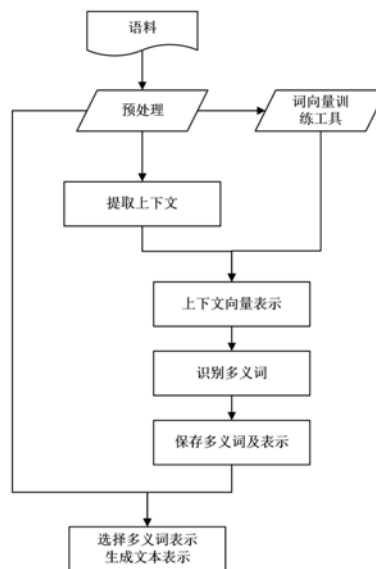 语料
预处理
词向量训
练工具
提取上下文
上下文向量表示
识别多义词
保存多义词及表示
选择多义词表示
生成文本表示